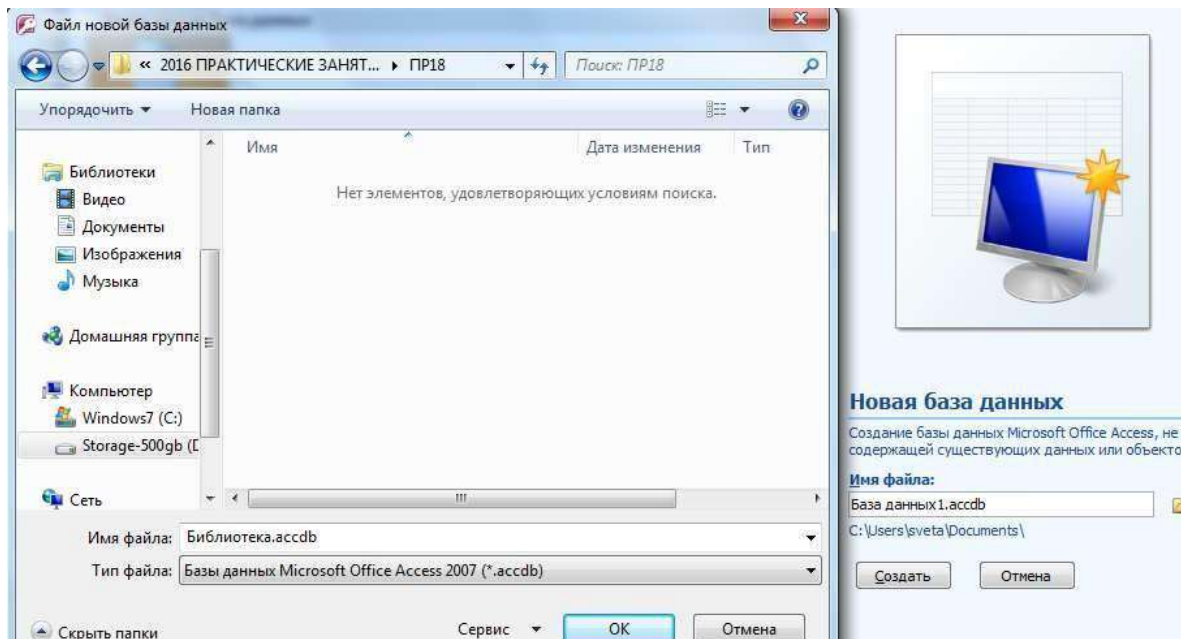 Файл новой базы данных
« 2016 ПРАКТИЧЕСКИЕ ЗАНЯТ... ▸ ПР18
Поиск: ПР18
Упорядочить
Новая папка
Имя
Дата изменения
Тип
Нет элементов, удовлетворяющих условиям поиска.
Библиотеки
Видео
Документы
Изображения
Музыка
Домашняя группа
Компьютер
Windows7 (C:)
Storage-500gb (D
Сеть
Имя файла: Библиотека.accdb
Тип файла: Базы данных Microsoft Office Access 2007 (*.accdb)
Скрыть папки
Сервис
OK
Отмена
Новая база данных
Создание базы данных Microsoft Office Access, не
содержащей существующих данных или объекто
Имя файла:
База данных1.accdb
C:\Users\sveta\Documents\
Создать
Отмена